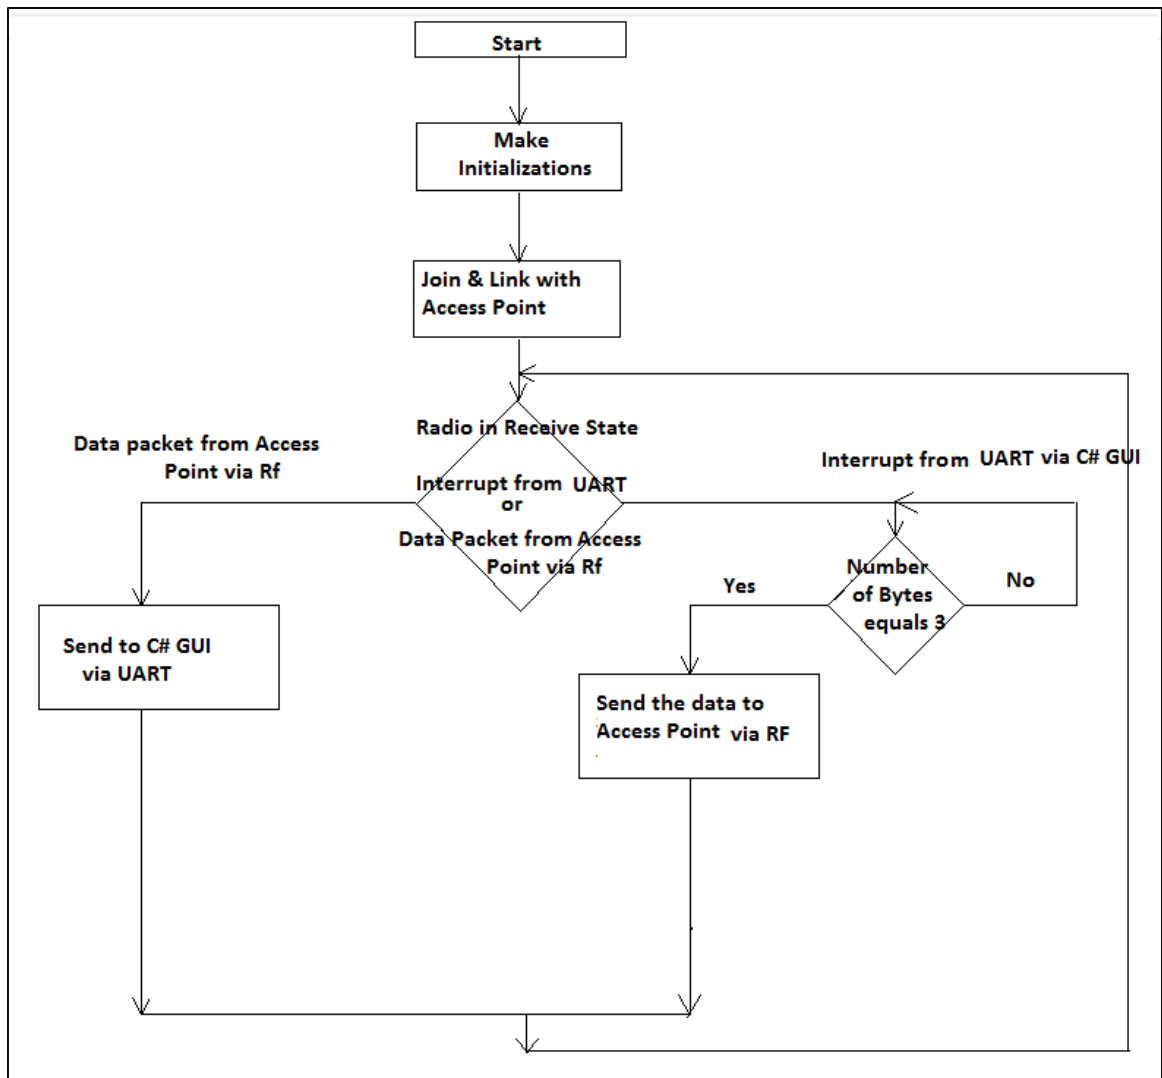 Start
Make
Initializations
Join & Link with
Access Point
Radio in Receive State
Interrupt from UART
or
Data Packet from Access
Point via Rf
Data packet from Access
Point via Rf
Interrupt from UART via C# GUI
Number
of Bytes
equals 3
Yes
No
Send to C# GUI
via UART
Send the data to
Access Point via RF